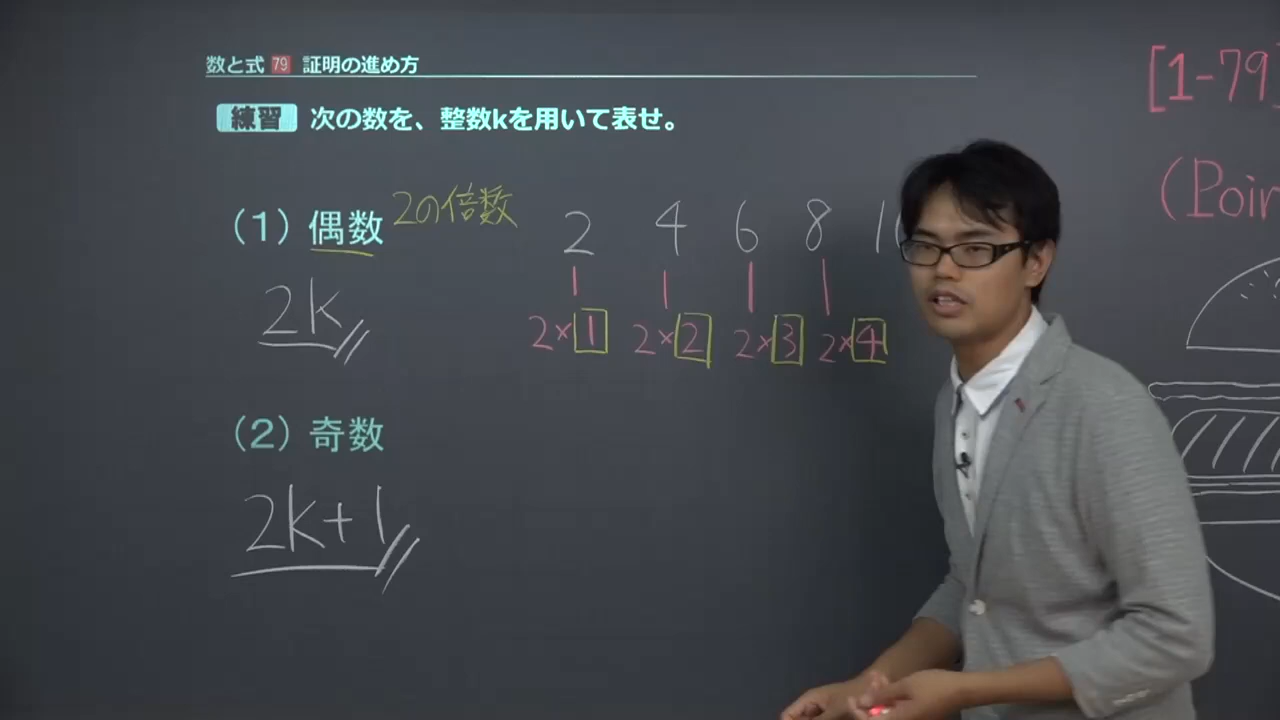 数と式 79 証明の進め方
[1-79]
練習 次の数を、整数kを用いて表せ。
(1) 偶数 2の倍数 2 4 6 8
2×1 2×2 2×3 2×4
2k
(2) 奇数
2k+1